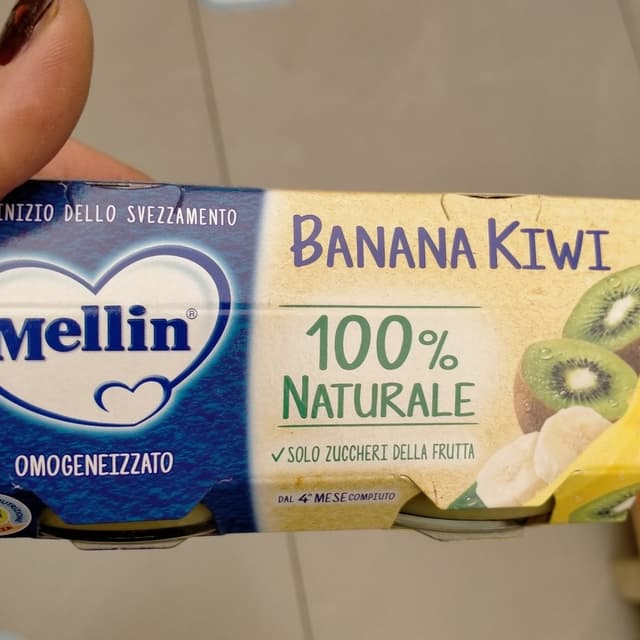 INIZIO DELLO SVEZZAMENTO
Mellin®
OMOGENEIZZATO
BANANA KIWI
100%
NATURALE
✓SOLO ZUCCHERI DELLA FRUTTA
DAL 4° MESE COMPIUTO